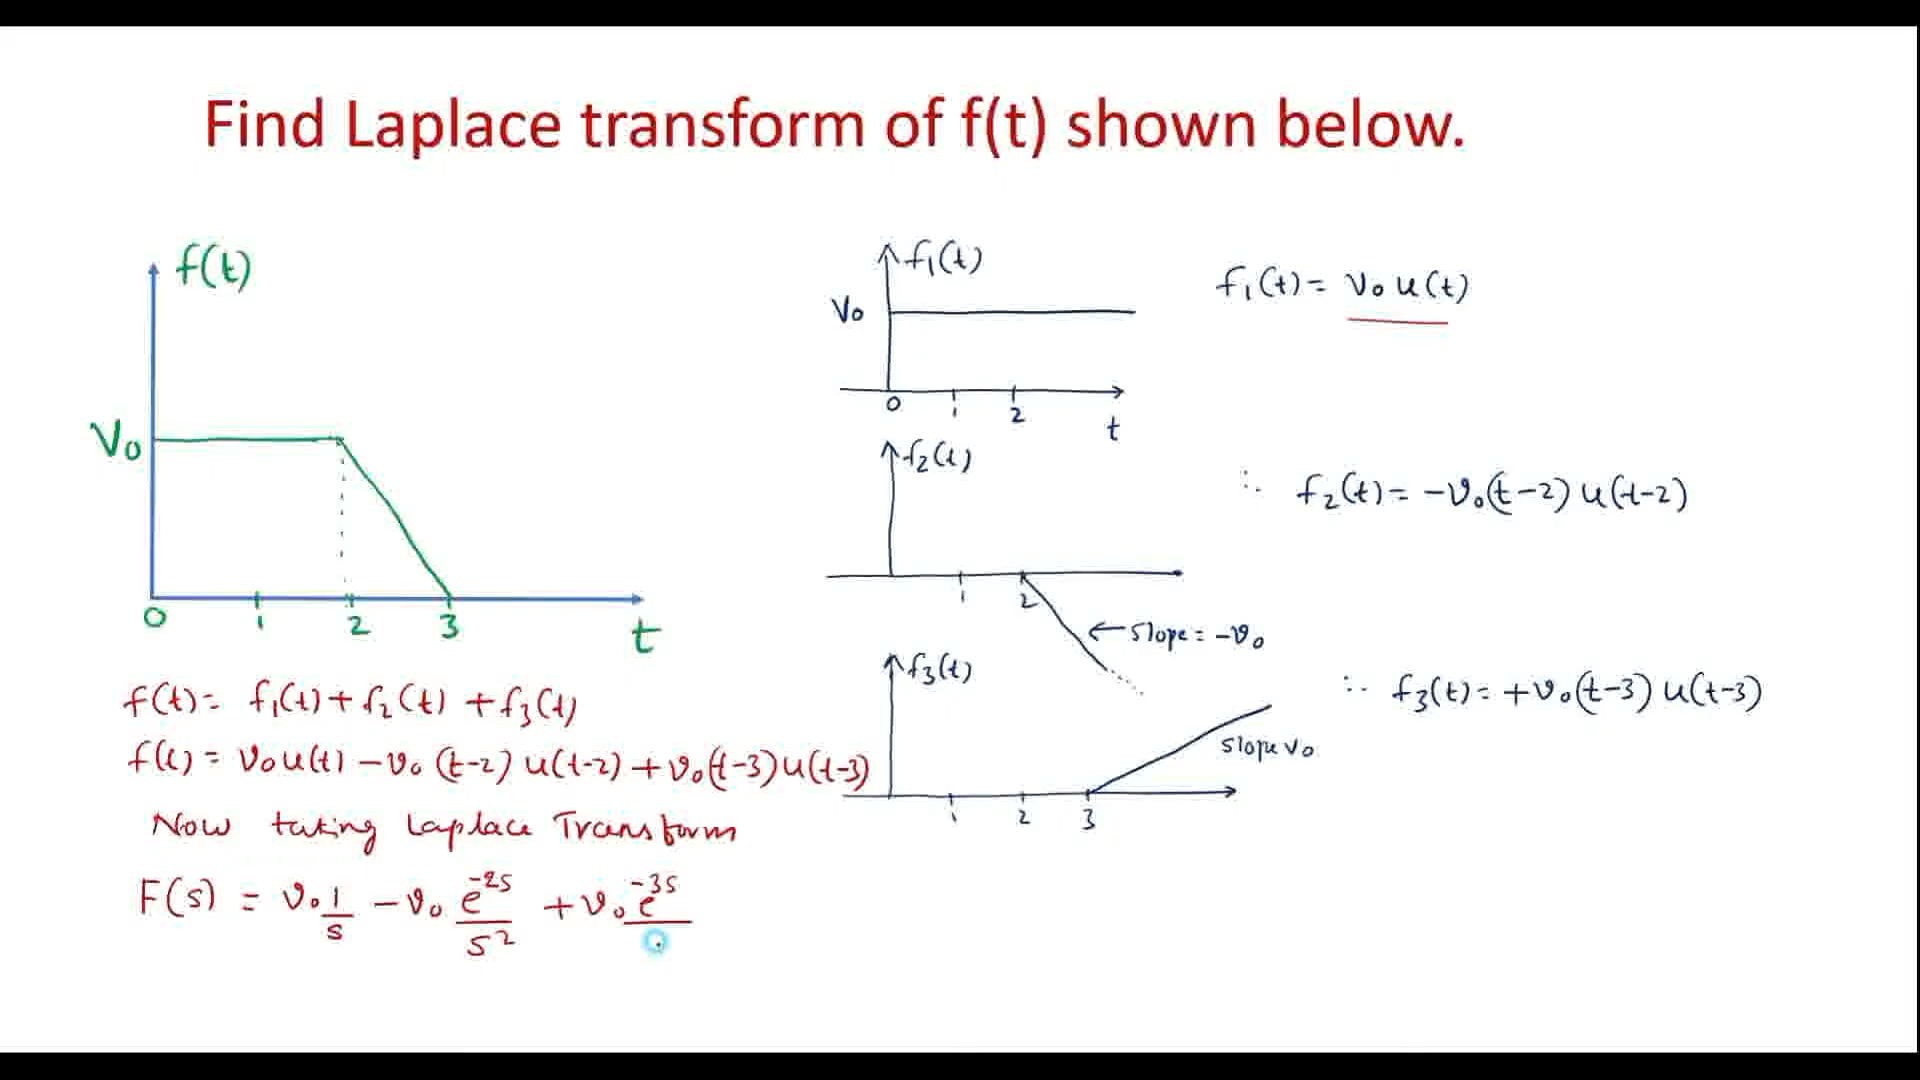 Find Laplace transform of f(t) shown below.
f(t)
V₀
0 1 2 3 t
f(t) = f₁(t) + f₂(t) + f₃(t)
f(t) = V₀u(t) - V₀(t-2)u(t-2) + V₀(t-3)u(t-3)
Now taking Laplace Transform
F(s) = V₀ 1/s - V₀ e^-2s/s² + V₀ e^-3s/
f₁(t)
V₀
0 1 2
t
f₁(t) = V₀ u(t)
f₂(t)
1 2
slope = -V₀
∴ f₂(t) = -V₀(t-2) u(t-2)
f₃(t)
slope V₀
1 2 3
∴ f₃(t) = +V₀(t-3) u(t-3)